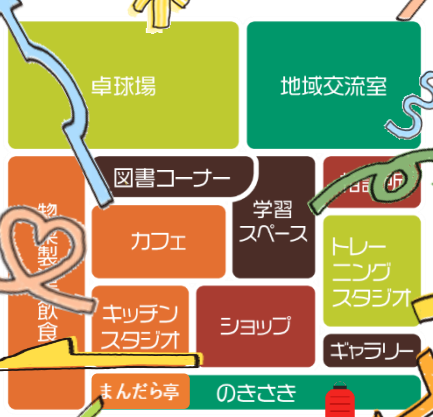 卓球場
地域交流室
図書コーナー
学習
スペース
カフェ
トレー
ニング
スタジオ
キッチン
スタジオ
ショップ
ギャラリー
まんだら亭
のきさき
飲食